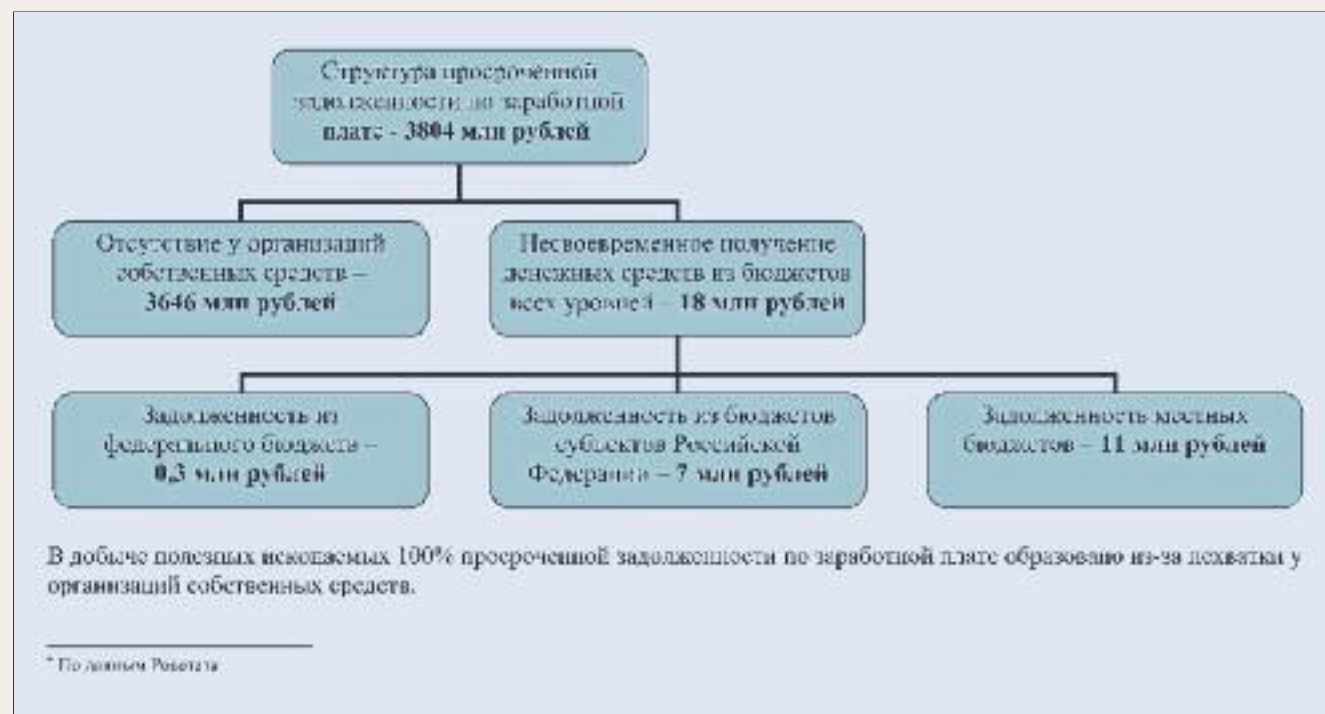 Структура просроченной
задолженности по заработной
плате - 3804 млн рублей
Отсутствие у организаций
собственных средств –
3646 млн рублей
Несвоевременное получение
денежных средств из бюджетов
всех уровней – 18 млн рублей
Задолженность из
федерального бюджета –
0,3 млн рублей
Задолженность из бюджетов
субъектов Российской
Федерации – 7 млн рублей
Задолженность местных
бюджетов – 11 млн рублей
В добыче полезных ископаемых 100% просроченной задолженности по заработной плате образовано из-за нехватки у
организаций собственных средств.
* По данным Росстата